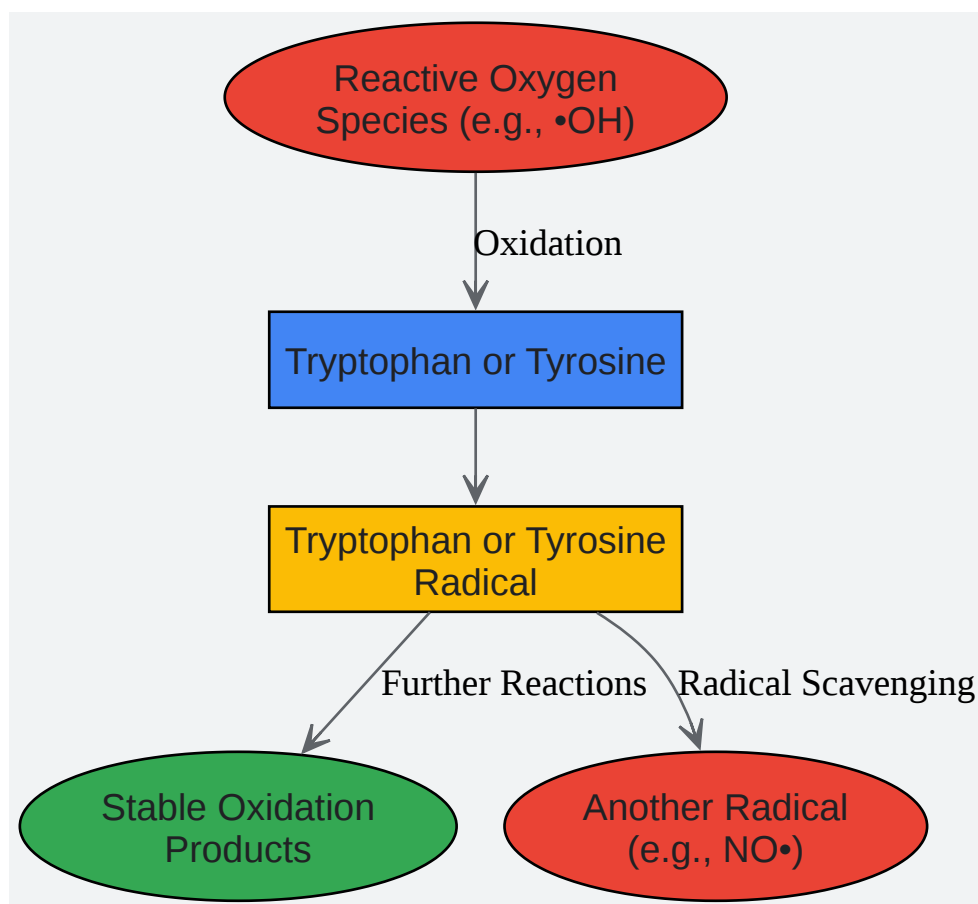 Reactive Oxygen
Species (e.g., •OH)
Oxidation
Tryptophan or Tyrosine
Tryptophan or Tyrosine
Radical
Further Reactions
Radical Scavenging
Stable Oxidation
Products
Another Radical
(e.g., NO•)